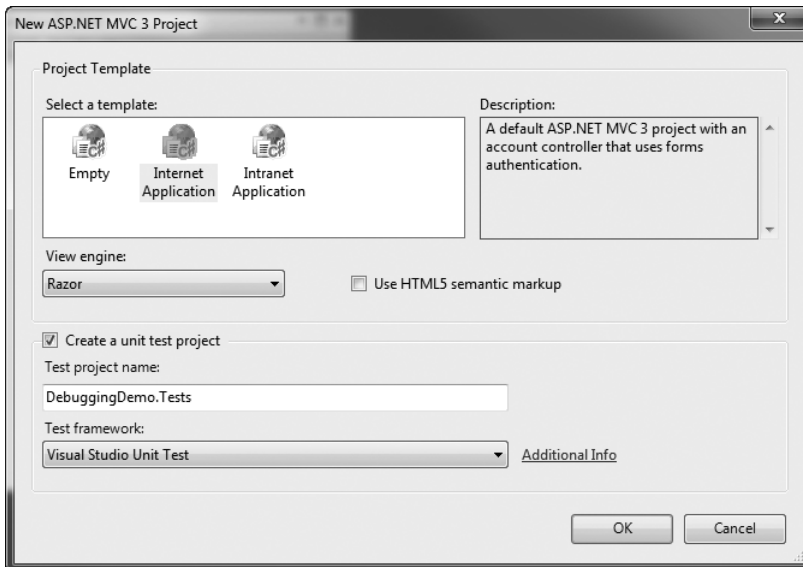 New ASP.NET MVC 3 Project
Project Template
Select a template:
Description:
Empty
Internet
Application
Intranet
Application
A default ASP.NET MVC 3 project with an
account controller that uses forms
authentication.
View engine:
Razor
Use HTML5 semantic markup
Create a unit test project
Test project name:
DebuggingDemo.Tests
Test framework:
Visual Studio Unit Test
Additional Info
OK
Cancel